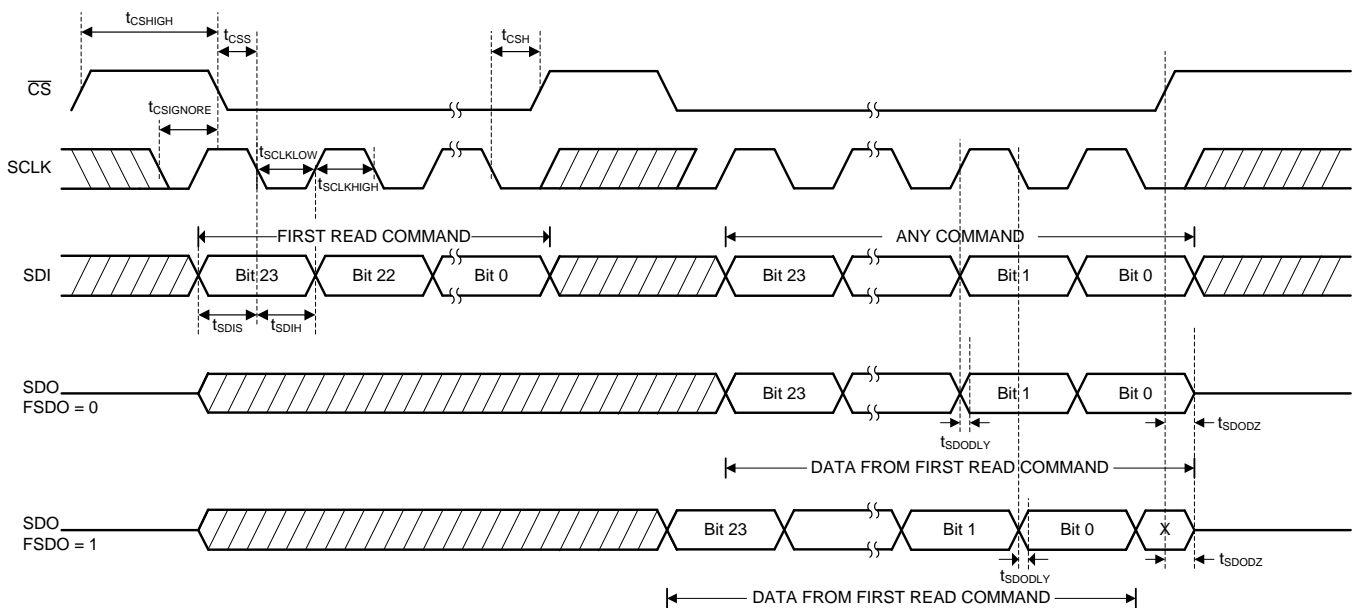 tCSHIGH
tCSS
tCSH
CS
tCSIGNORE
SCLK
tSCLKLOW
tSCLKHIGH
FIRST READ COMMAND
ANY COMMAND
SDI
Bit 23
Bit 22
Bit 0
Bit 23
Bit 1
Bit 0
tSDIS
tSDIH
SDO
FSDO = 0
Bit 23
Bit 1
Bit 0
tSDODLY
tSDODZ
DATA FROM FIRST READ COMMAND
SDO
FSDO = 1
Bit 23
Bit 1
Bit 0
X
tSDODLY
tSDODZ
DATA FROM FIRST READ COMMAND